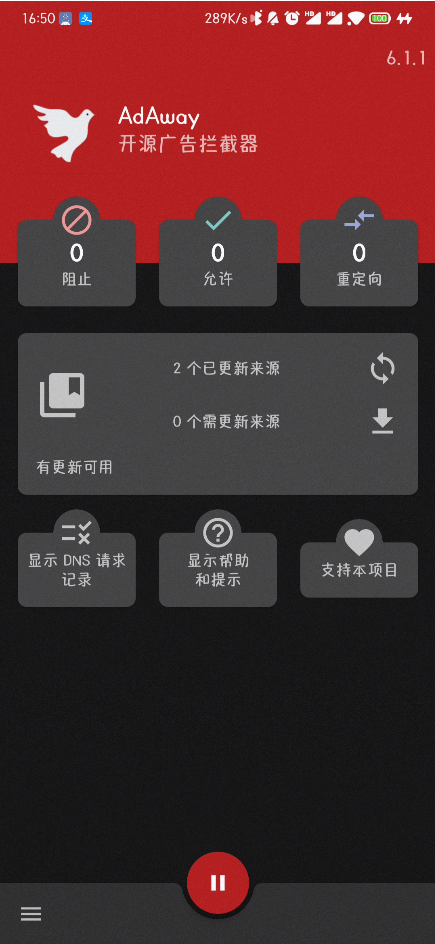 16:50 289K/s HD HD 100
6.1.1
AdAway
开源广告拦截器
0 0 0
阻止 允许 重定向
2 个已更新来源
0 个需更新来源
有更新可用
显示 DNS 请求 显示帮助 支持本项目
记录 和提示